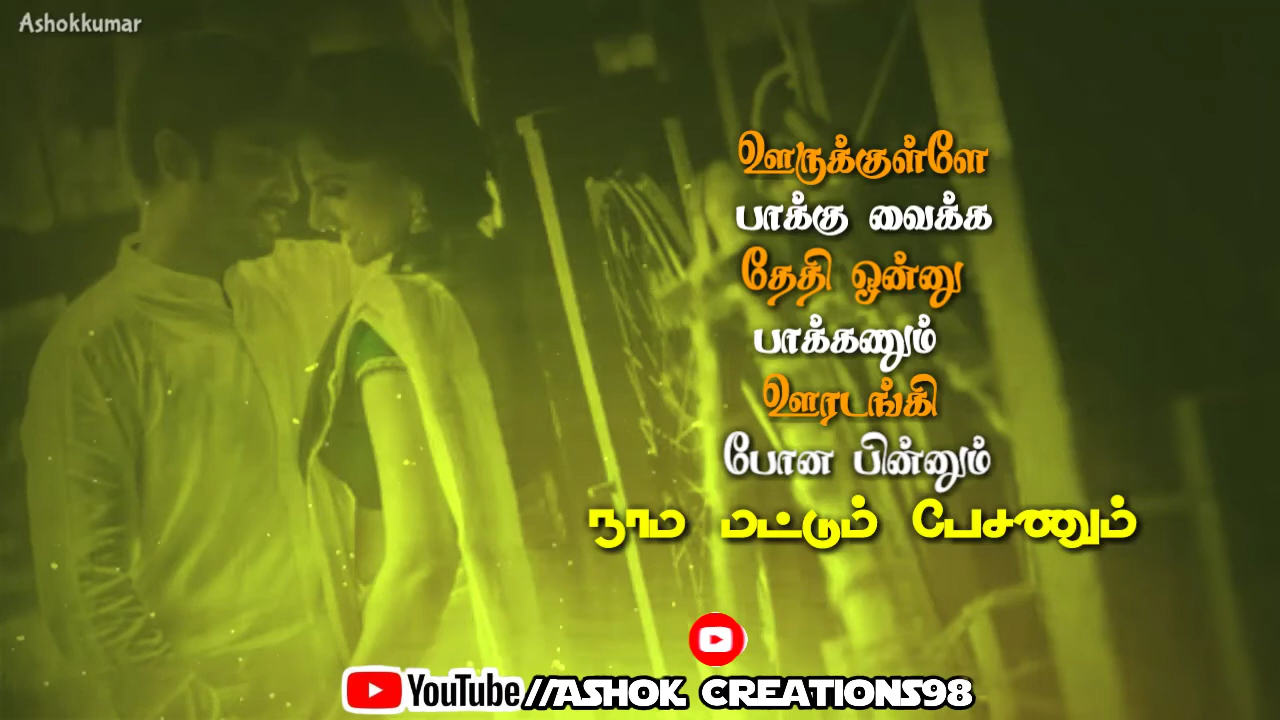 Ashokkumar
ஊருக்குள்ளே
பாக்கு வைக்க
தேதி ஒன்னு
பாக்கணும்
ஊரடங்கி
போன பின்னும்
நாம மட்டும் பேசணும்
YouTube//ASHOK CREATIONS98